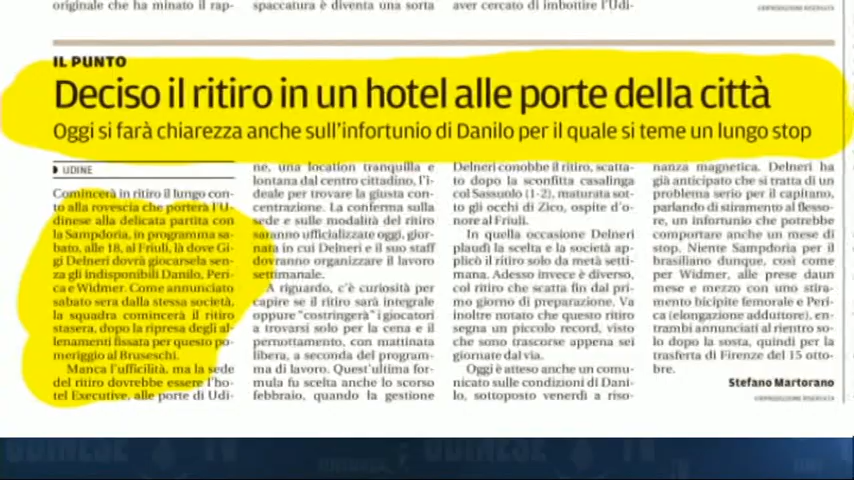 originale che ha minato il rap-
spaccatura è diventa una sorta
aver cercato di imbottire l'Udi-
IL PUNTO
Deciso il ritiro in un hotel alle porte della città
Oggi si farà chiarezza anche sull'infortunio di Danilo per il quale si teme un lungo stop
UDINE
Comincerà in ritiro il lungo con-
to alla rovescia che porterà l'U-
dinese alla delicata partita con
la Sampdoria, in programma sa-
bato, alle 18, al Friuli, là dove Gi-
gi Delneri dovrà giocarsela sen-
za gli indisponibili Danilo, Peri-
ca e Widmer. Come annunciato
sabato sera dalla stessa società,
la squadra comincerà il ritiro
stasera, dopo la ripresa degli al-
lenamenti fissata per questo po-
meriggio al Bruseschi.
Manca l'ufficilità, ma la sede
del ritiro dovrebbe essere l'ho-
tel Executive, alle porte di Udi-
ne, una location tranquilla e
lontana dal centro cittadino, l'i-
deale per trovare la giusta con-
centrazione. La conferma sulla
sede e sulle modalità del ritiro
saranno ufficializzate oggi, gior-
nata in cui Delneri e il suo staff
dovranno organizzare il lavoro
settimanale.
A riguardo, c'è curiosità per
capire se il ritiro sarà integrale
oppure "costringerà" i giocatori
a trovarsi solo per la cena e il
pernottamento, con mattinata
libera, a seconda del program-
ma di lavoro. Quest'ultima for-
mula fu scelta anche lo scorso
febbraio, quando la gestione
Delneri conobbe il ritiro, scatta-
to dopo la sconfitta casalinga
col Sassuolo (1-2), maturata sot-
to gli occhi di Zico, ospite d'o-
nore al Friuli.
In quella occasione Delneri
plaudì la scelta e la società ap-
plicò il ritiro solo da metà setti-
mana. Adesso invece è diverso,
col ritiro che scatta fin dal pri-
mo giorno di preparazione. Va
inoltre notato che questo ritiro
segna un piccolo record, visto
che sono trascorse appena sei
giornate dal via.
Oggi è atteso anche un comu-
nicato sulle condizioni di Dani-
lo, sottoposto venerdì a riso-
nanza magnetica. Delneri ha
già anticipato che si tratta di un
problema serio per il capitano,
parlando di stiramento al flesso-
re, un infortunio che potrebbe
comportare anche un mese di
stop. Niente Sampdoria per il
brasiliano dunque, così come
per Widmer, alle prese daun
mese e mezzo con uno stira-
mento bicipite femorale e Peri-
ca (elongazione adduttore), en-
trambi annunciati al rientro so-
lo dopo la sosta, quindi per la
trasferta di Firenze del 15 otto-
bre.
Stefano Martorano
©RIPRODUZIONE RISERVATA
UDINESE TV